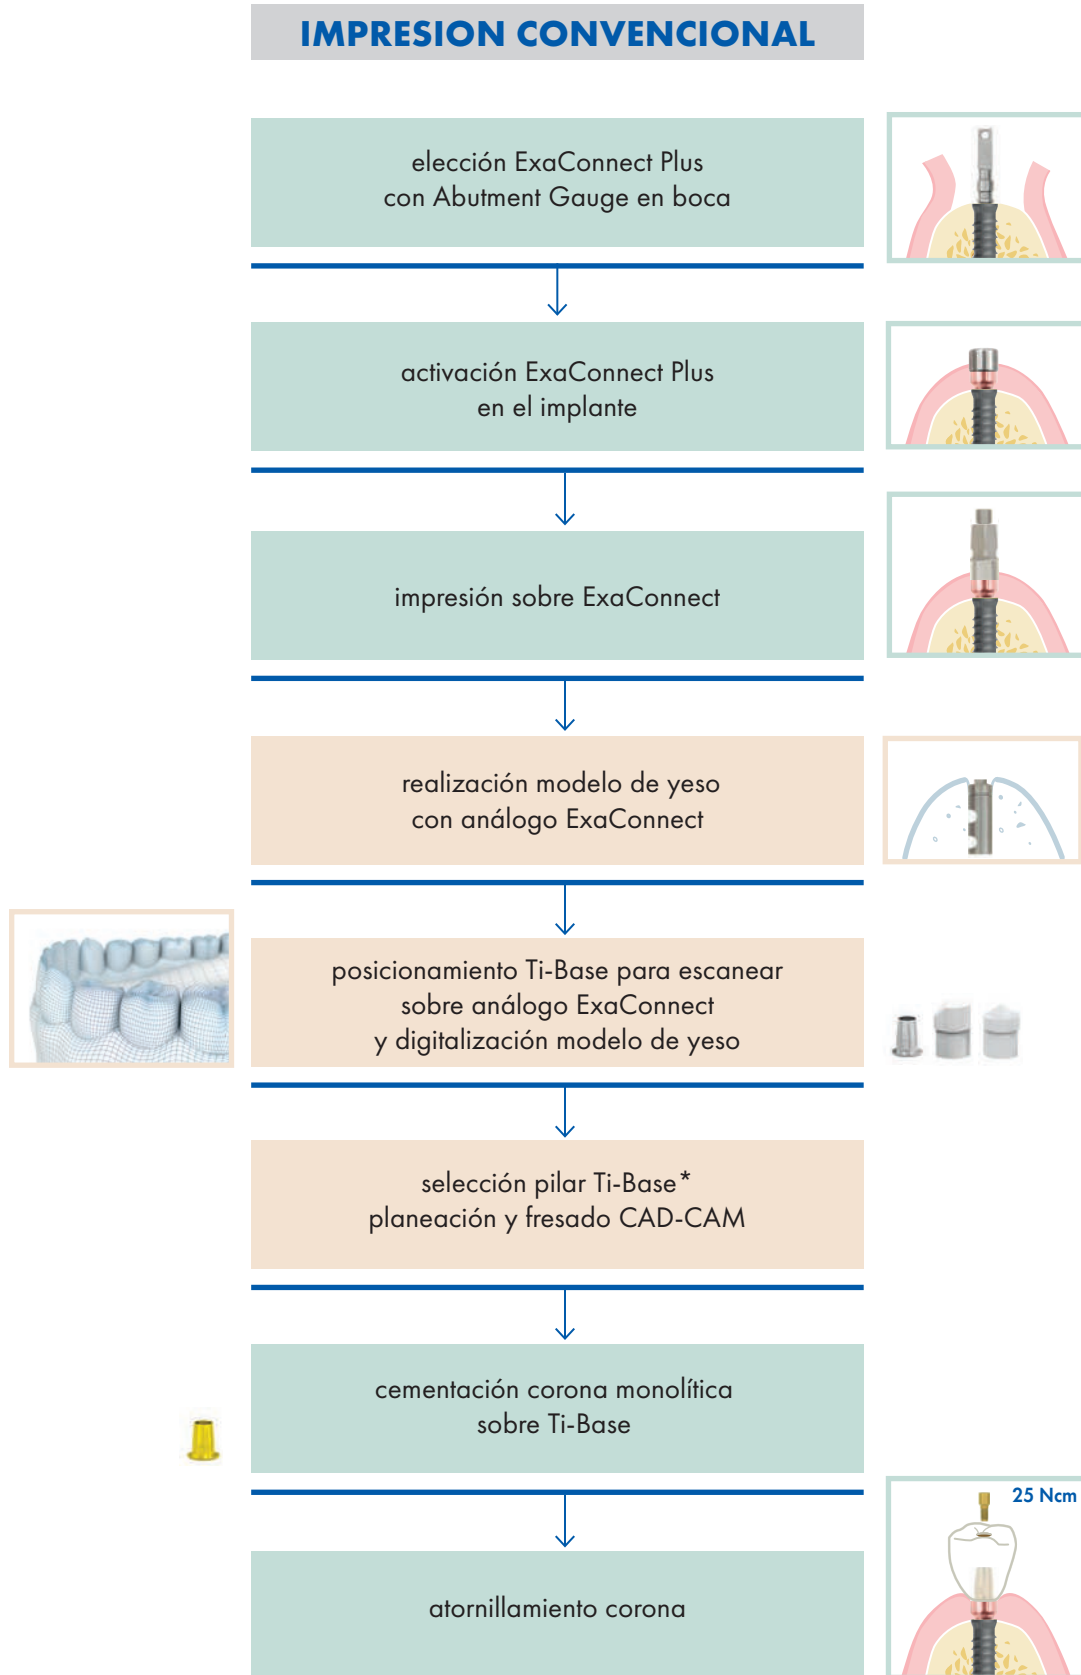 IMPRESION CONVENCIONAL
elección ExaConnect Plus
con Abutment Gauge en boca
activación ExaConnect Plus
en el implante
impresión sobre ExaConnect
realización modelo de yeso
con análogo ExaConnect
posicionamiento Ti-Base para escanear
sobre análogo ExaConnect
y digitalización modelo de yeso
selección pilar Ti-Base*
planeación y fresado CAD-CAM
cementación corona monolítica
sobre Ti-Base
25 Ncm
atornillamiento corona